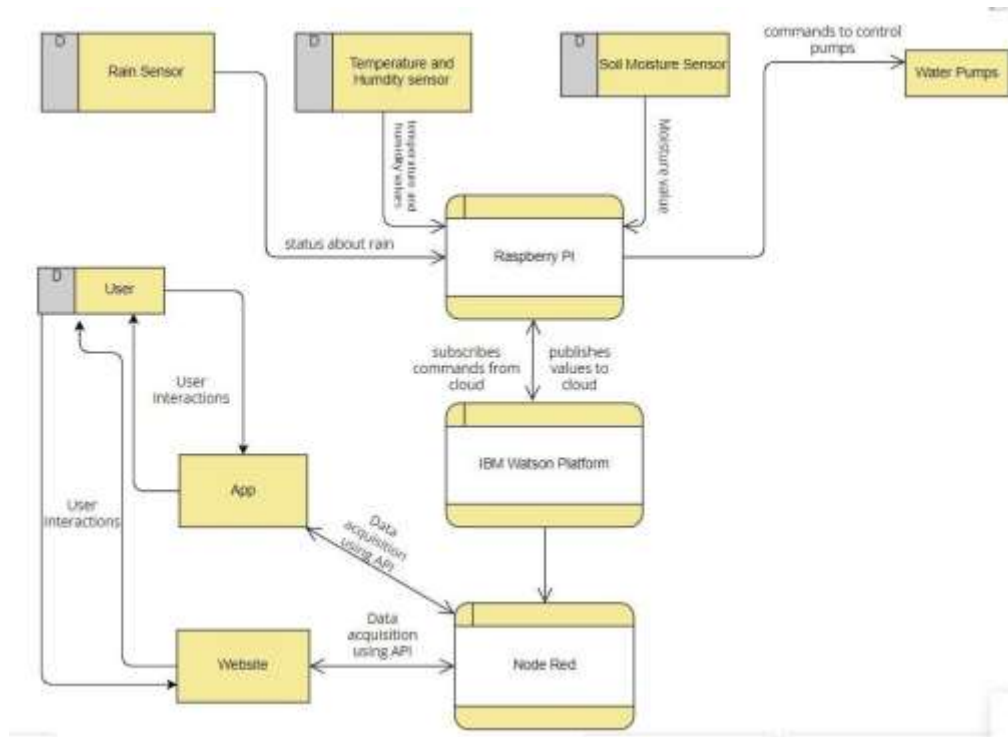 commands to control
pumps
D
Rain Sensor
D
Temperature and
Humdity sensor
D
Soil Moisture Sensor
Water Pumps
temperature and
humidity values
Moisture value
status about rain
Raspberry PI
D
User
subscribes
commands from
cloud
publishes
values to
cloud
User
Interactions
IBM Watson Platform
App
User
Interactions
Data
acquisition
using API
Data
acquisition
using API
Website
Node Red